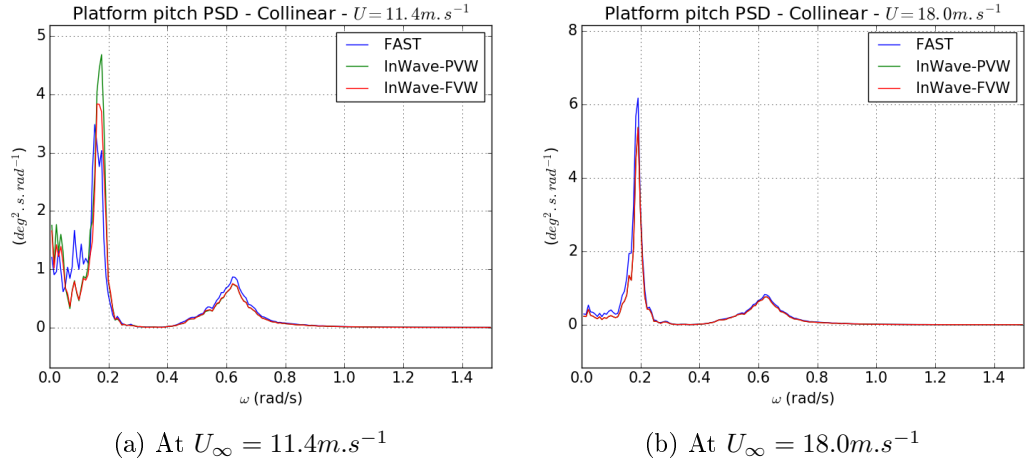 Platform pitch PSD - Collinear - U = 11.4m.s⁻¹
5
4
3
2
1
0
(deg².s.rad⁻¹)
FAST
InWave-PVW
InWave-FVW
0.0 0.2 0.4 0.6 0.8 1.0 1.2 1.4
ω (rad/s)
(a) At U∞ = 11.4m.s⁻¹
Platform pitch PSD - Collinear - U = 18.0m.s⁻¹
8
6
4
2
0
(deg².s.rad⁻¹)
FAST
InWave-PVW
InWave-FVW
0.0 0.2 0.4 0.6 0.8 1.0 1.2 1.4
ω (rad/s)
(b) At U∞ = 18.0m.s⁻¹